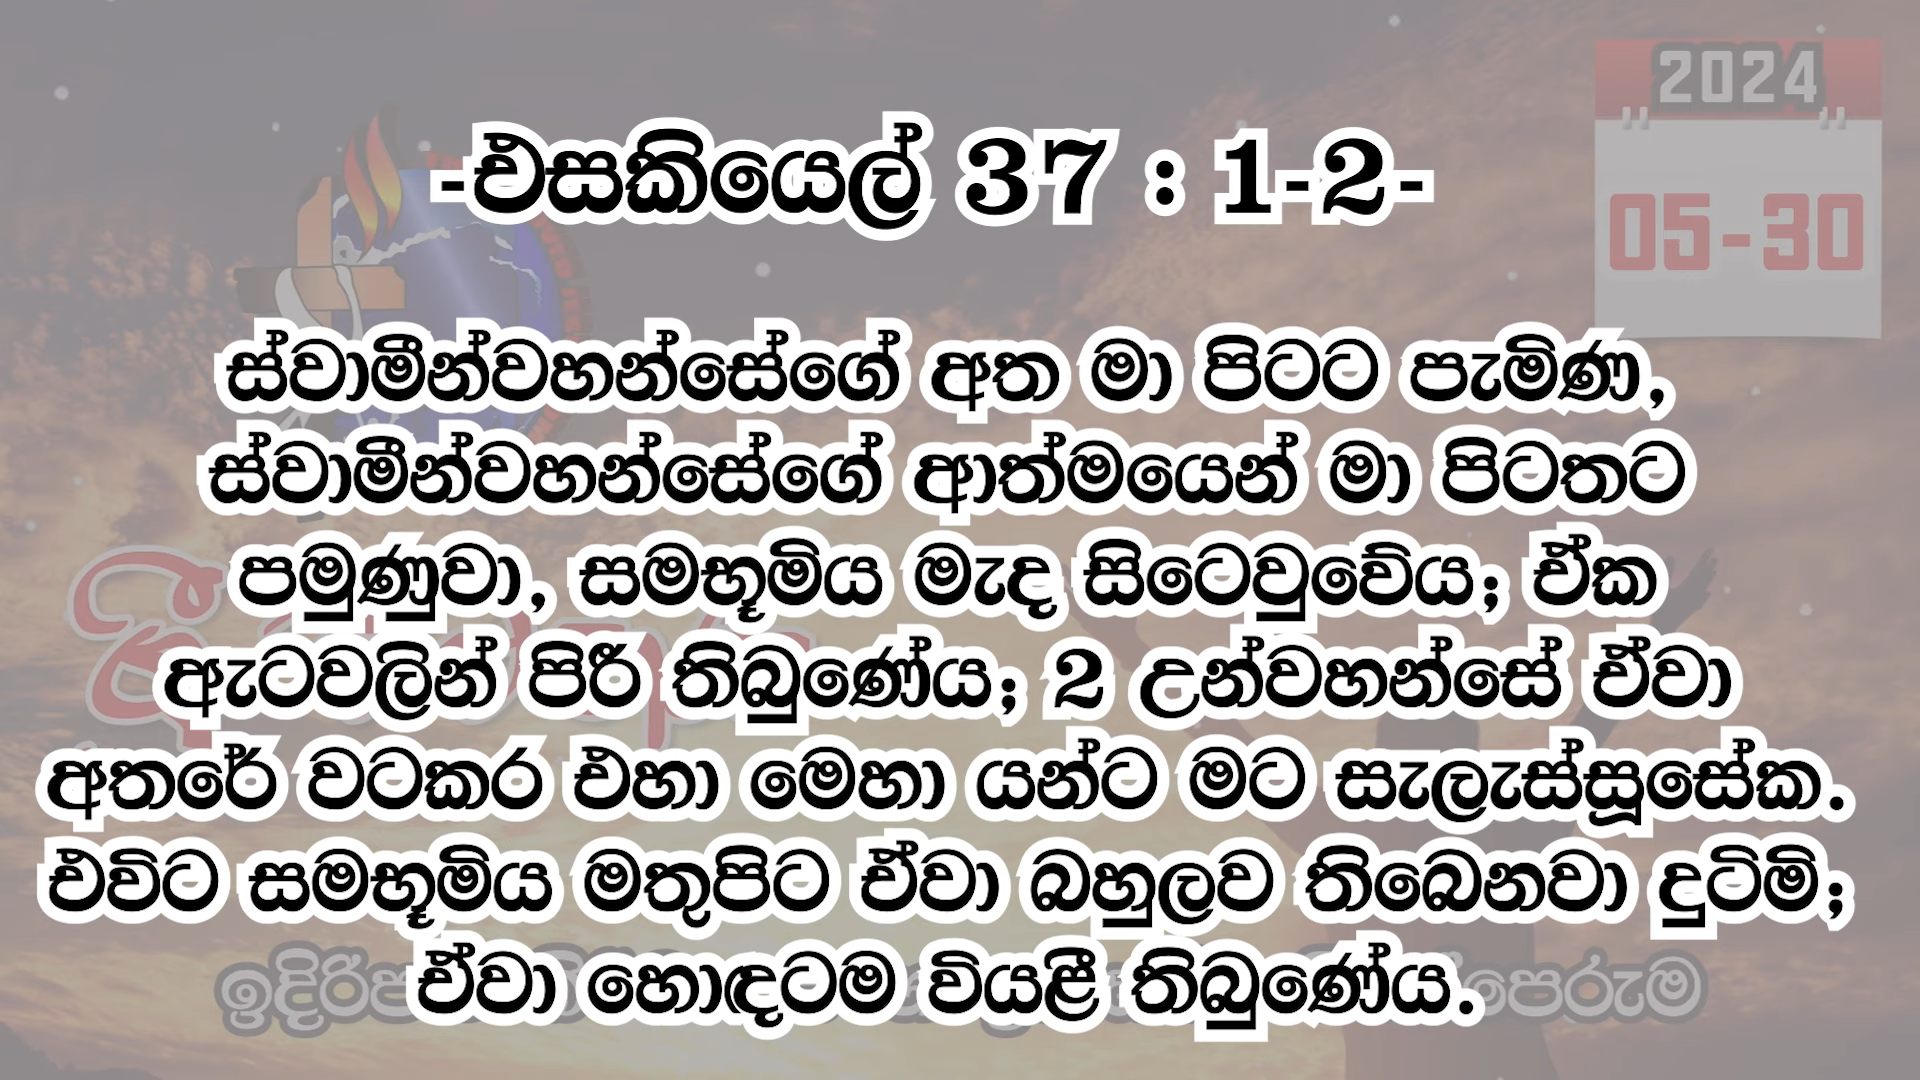 2024
05-30
-එසකියෙල් 37 : 1-2-
ස්වාමීන්වහන්සේගේ අත මා පිටට පැමිණ,
ස්වාමීන්වහන්සේගේ ආත්මයෙන් මා පිටතට
පමුණුවා, සමභූමිය මැද සිටෙවුවේය; ඒක
ඇටවලින් පිරී තිබුණේය; 2 උන්වහන්සේ ඒවා
අතරේ වටකර එහා මෙහා යන්ට මට සැලැස්සූසේක.
එවිට සමභූමිය මතුපිට ඒවා බහුලව තිබෙනවා දුටිමි;
ඒවා හොඳටම වියළී තිබුණේය.